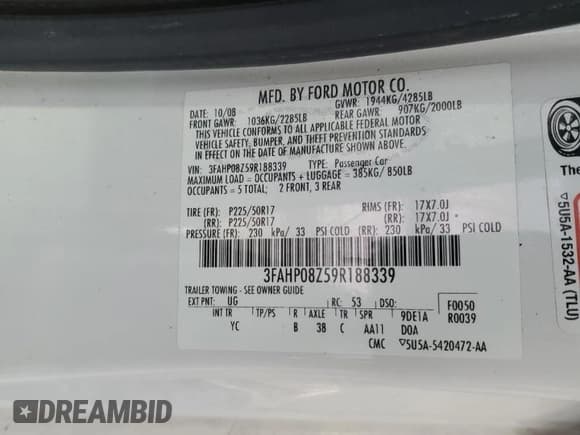 MFD. BY FORD MOTOR CO.
DATE: 10/08 GVWR: 1944KG/4285LB
FRONT GAWR: 1036KG/2285LB REAR GAWR: 907KG/2000LB
THIS VEHICLE CONFORMS TO ALL APPLICABLE FEDERAL MOTOR
VEHICLE SAFETY, BUMPER, AND THEFT PREVENTION STANDARDS
IN EFFECT ON THE DATE OF MANUFACTURE SHOWN ABOVE.
VIN: 3FAHP08Z59R188339 TYPE: Passenger Car
MAXIMUM LOAD = OCCUPANTS + LUGGAGE = 385KG/ 850LB
OCCUPANTS = 5 TOTAL; 2 FRONT, 3 REAR
TIRE (FR): P225/50R17 RIMS (FR): 17X7.0J
(RR): P225/50R17 (RR): 17X7.0J
PRESSURE (FR): 230 kPa/ 33 PSI COLD (RR): 230 kPa/ 33 PSI COLD
3FAHP08Z59R188339
TRAILER TOWING - SEE OWNER GUIDE
EXT PNT: UG RC: 53 DSO: F0050
INT TR TP/PS R AXLE TR SPR 9DE1A R0039
YC B 38 C AA11 D0A
CMC ▽5U5A-5420472-AA
The
▽5U5A-1532-AA (TLU)
DREAMBID